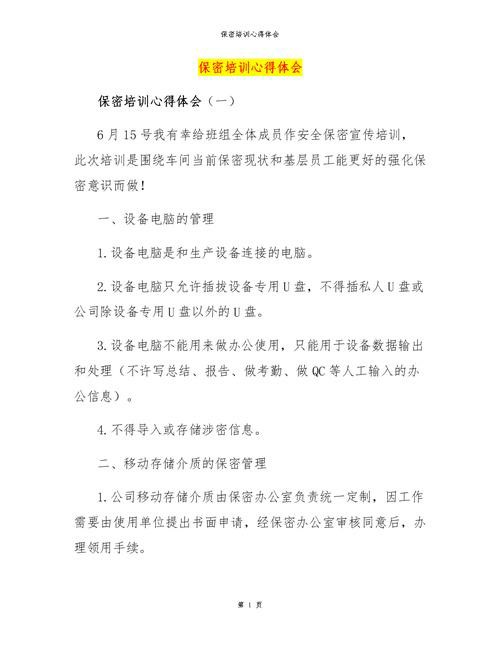 保密培训心得体会
保密培训心得体会
保密培训心得体会（一）
6 月 15 号我有幸给班组全体成员作安全保密宣传培训，
此次培训是围绕车间当前保密现状和基层员工能更好的强化保
密意识而做！
一、设备电脑的管理
1.设备电脑是和生产设备连接的电脑。
2.设备电脑只允许插拔设备专用 U 盘，不得插私人 U 盘或
公司除设备专用 U 盘以外的 U 盘。
3.设备电脑不能用来做办公使用，只能用于设备数据输出
和处理（不许写总结、报告、做考勤、做 QC 等人工输入的办
公信息）。
4.不得导入或存储涉密信息。
二、移动存储介质的保密管理
1.公司移动存储介质由保密办公室负责统一定制，因工作
需要由使用单位提出书面申请，经保密办公室审核同意后，办
理领用手续。
第 1 页